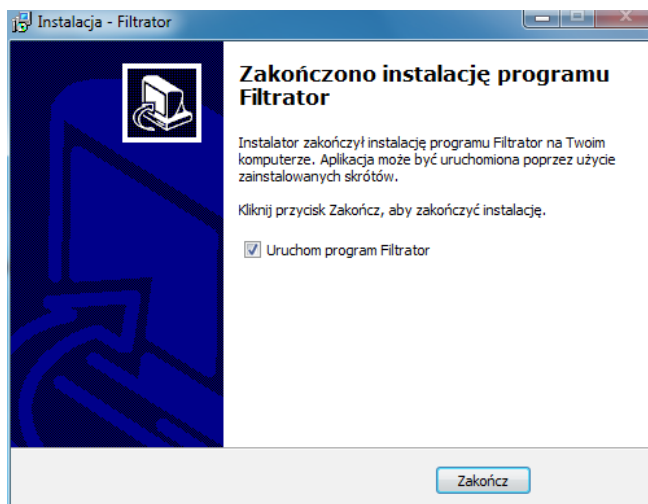 Instalacja - Filtrator
Zakończono instalację programu
Filtrator
Instalator zakończył instalację programu Filtrator na Twoim
komputerze. Aplikacja może być uruchomiona poprzez użycie
zainstalowanych skrótów.
Kliknij przycisk Zakończ, aby zakończyć instalację.
Uruchom program Filtrator
Zakończ